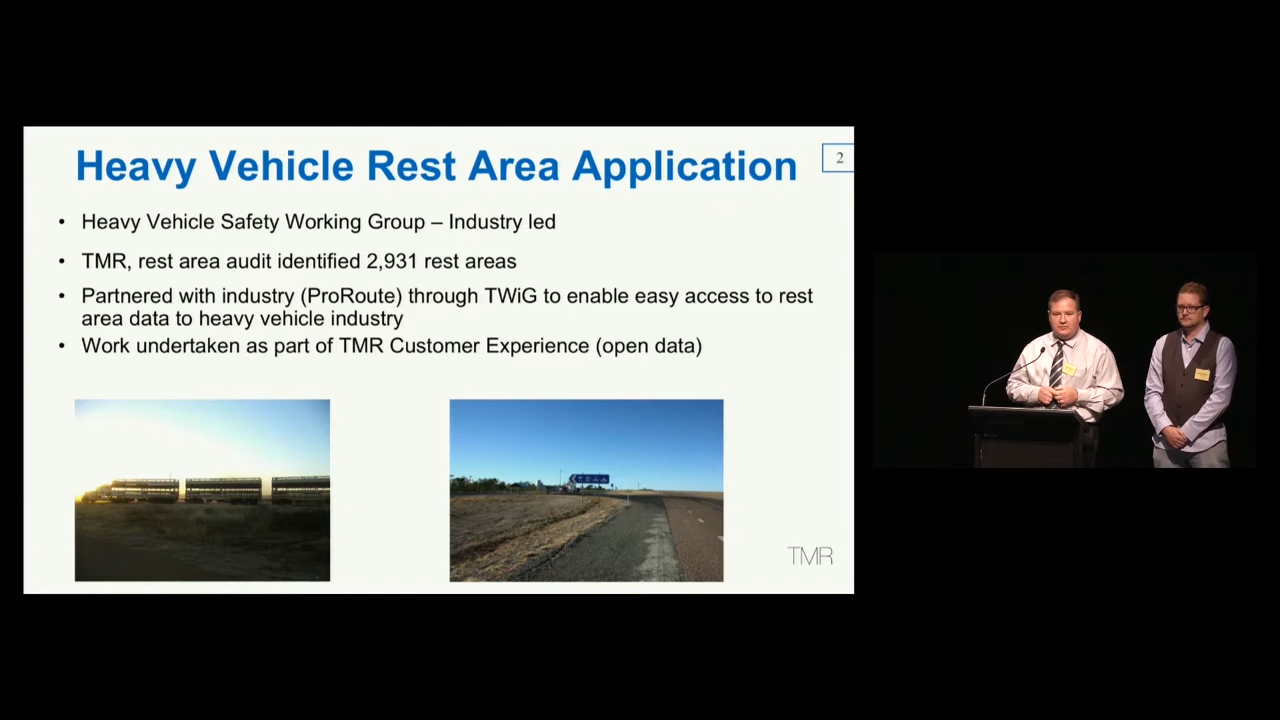 Heavy Vehicle Rest Area Application
2
• Heavy Vehicle Safety Working Group – Industry led
• TMR, rest area audit identified 2,931 rest areas
• Partnered with industry (ProRoute) through TWiG to enable easy access to rest
area data to heavy vehicle industry
• Work undertaken as part of TMR Customer Experience (open data)
TMR